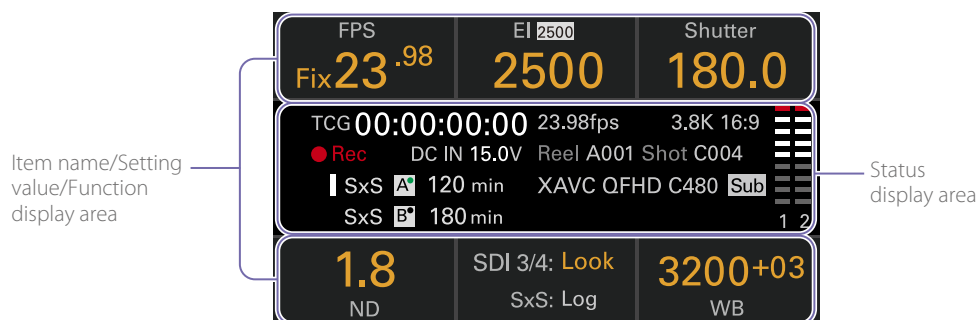 FPS
EI 2500
Shutter
Fix 23.98
2500
180.0
TCG 00:00:00:00 23.98fps 3.8K 16:9
Rec DC IN 15.0V Reel A001 Shot C004
SxS A 120 min XAVC QFHD C480 Sub
SxS B 180 min
1 2
1.8
ND
SDI 3/4: Look
SxS: Log
3200+03
WB
Item name/Setting
value/Function
display area
Status
display area